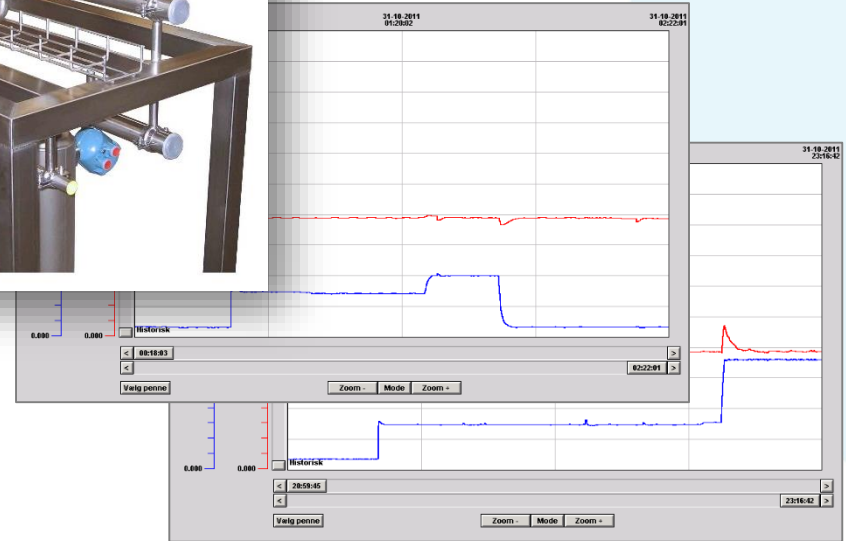 31-10-2011
01:20:02
31-10-2011
02:22:01
0.000
0.000
Historisk
< 00:18:03 >
< 02:22:01 >
Vælg penne
Zoom - Mode Zoom +
31-10-2011
23:16:42
0.000
0.000
Historisk
< 20:59:45 >
< 23:16:42 >
Vælg penne
Zoom - Mode Zoom +